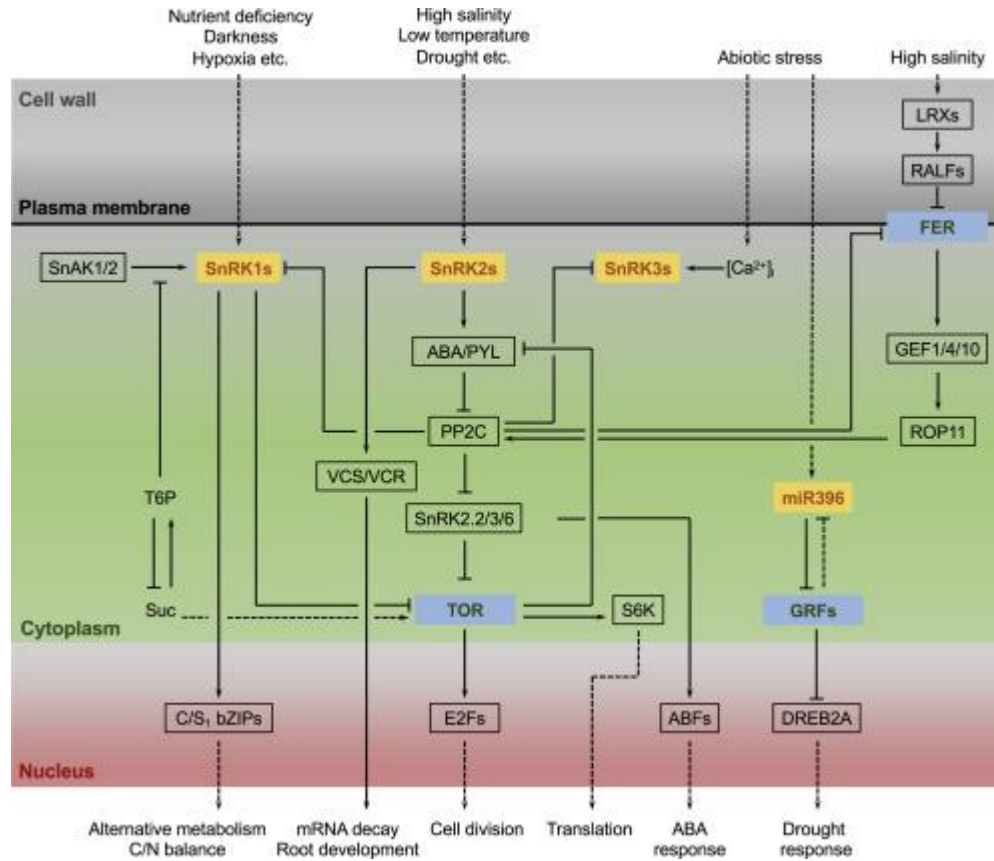 Nutrient deficiency
Darkness
Hypoxia etc.
High salinity
Low temperature
Drought etc.
Abiotic stress
High salinity
Cell wall
LRXs
RALFs
Plasma membrane
FER
SnAK1/2
SnRK1s
SnRK2s
SnRK3s
[Ca²⁺]ᵢ
ABA/PYL
GEF1/4/10
PP2C
ROP11
VCS/VCR
T6P
miR396
SnRK2.2/3/6
Suc
TOR
S6K
GRFs
Cytoplasm
C/S₁ bZIPs
E2Fs
ABFs
DREB2A
Nucleus
Alternative metabolism
C/N balance
mRNA decay
Root development
Cell division
Translation
ABA
response
Drought
response